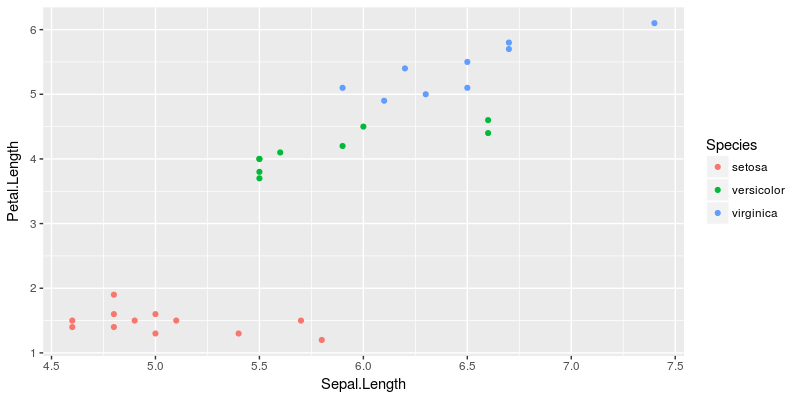 6
5
4
3
2
1
Petal.Length
4.5 5.0 5.5 6.0 6.5 7.0 7.5
Sepal.Length
Species
setosa
versicolor
virginica